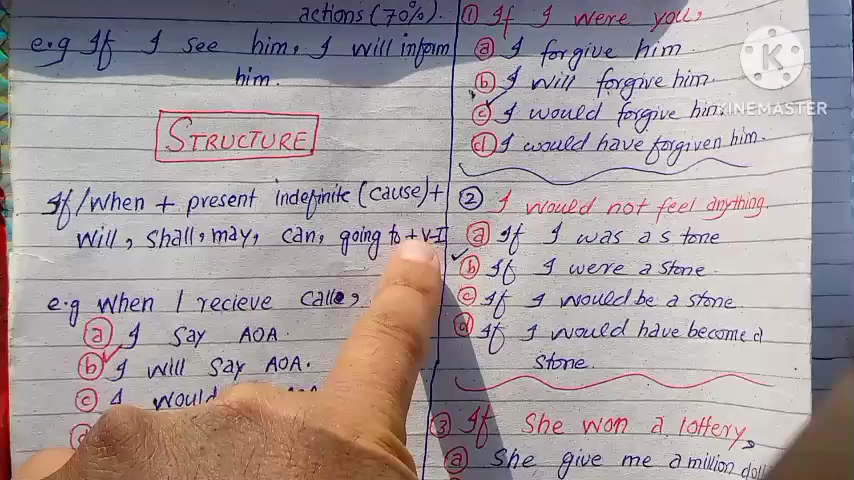 actions (70%).
e.g If I see him, I will inform
him.
STRUCTURE
If/When + present indefinite (cause) +
will, shall, may, can, going to + V-I
e.g When I recieve call,
(a) I say AOA.
(b) I will say AOA.
(c) I would
(1) If I were you,
(a) I forgive him.
(b) I will forgive him.
(c) I would forgive him.
(d) I would have forgiven him.
(2) I would not feel anything
(a) If I was a stone
(b) If I were a stone.
(c) If I would be a stone.
(d) If I would have become a
stone.
(3) If she won a lottery,
(a) She give me a million
KINEMASTER